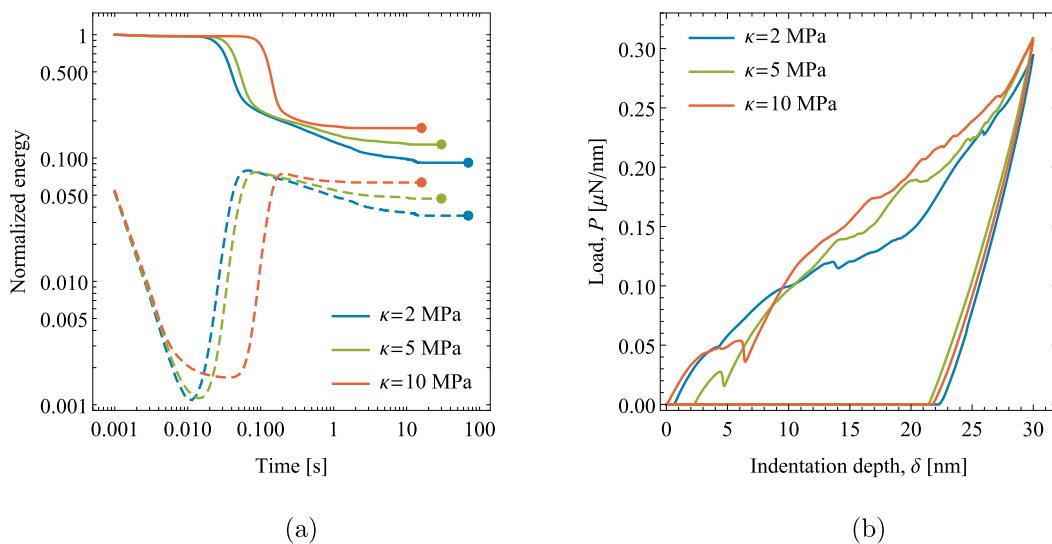 1
0.500
0.100
0.050
0.010
0.005
0.001
Normalized energy
κ=2 MPa
κ=5 MPa
κ=10 MPa
0.001 0.010 0.100 1 10 100
Time [s]
(a)
0.30
0.25
0.20
0.15
0.10
0.05
0.00
Load, P [μN/nm]
κ=2 MPa
κ=5 MPa
κ=10 MPa
0 5 10 15 20 25 30
Indentation depth, δ [nm]
(b)